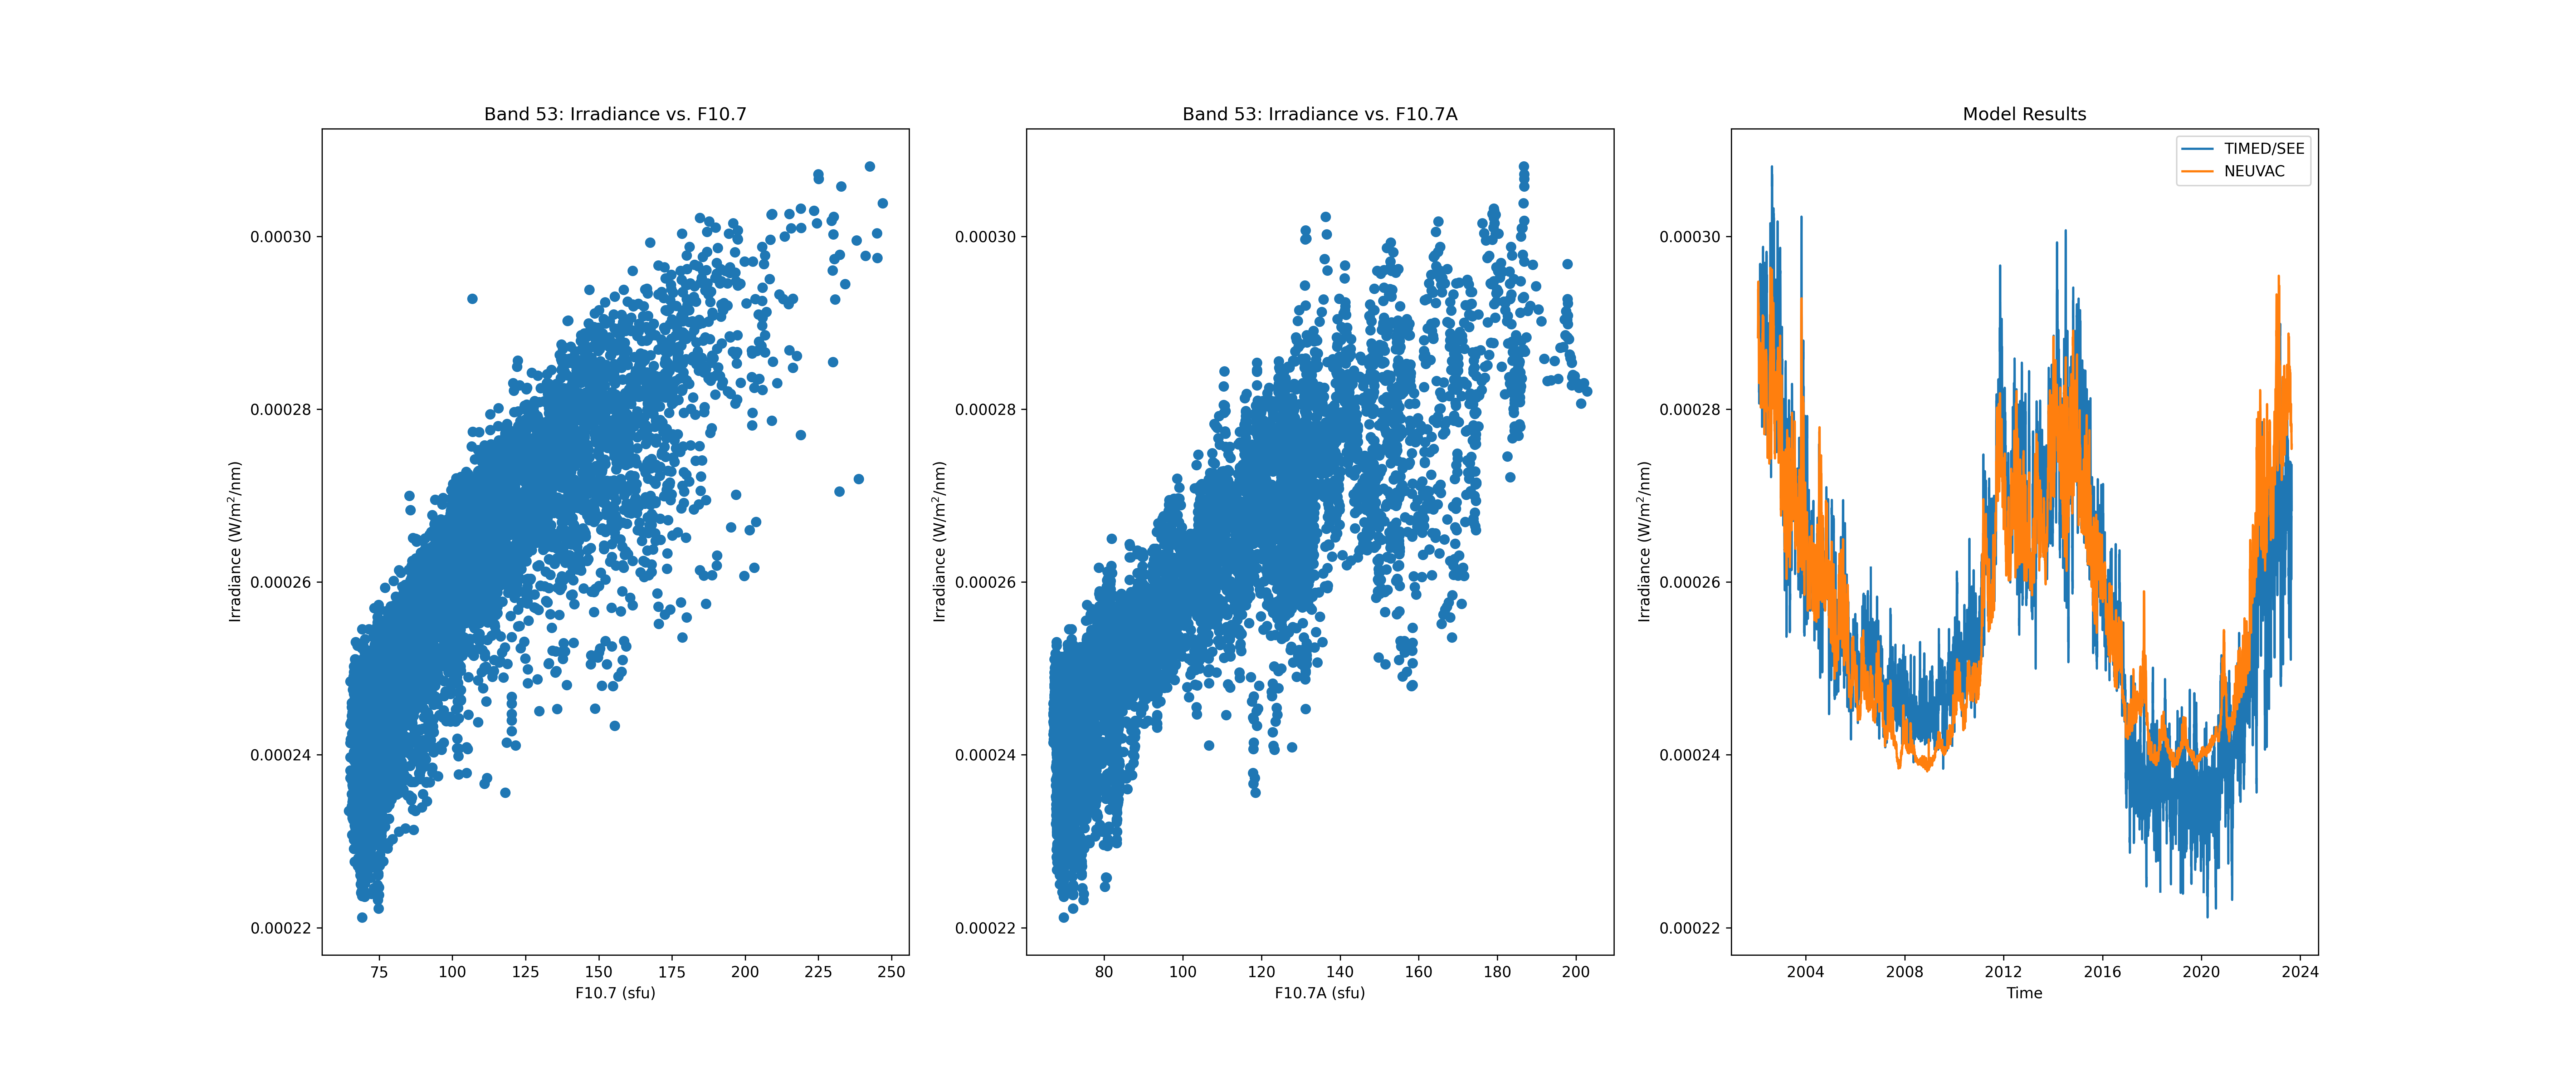 Band 53: Irradiance vs. F10.7
Irradiance (W/m²/nm)
0.00030
0.00028
0.00026
0.00024
0.00022
75 100 125 150 175 200 225 250
F10.7 (sfu)
Band 53: Irradiance vs. F10.7A
Irradiance (W/m²/nm)
0.00030
0.00028
0.00026
0.00024
0.00022
80 100 120 140 160 180 200
F10.7A (sfu)
Model Results
TIMED/SEE
NEUVAC
Irradiance (W/m²/nm)
0.00030
0.00028
0.00026
0.00024
0.00022
2004 2008 2012 2016 2020 2024
Time